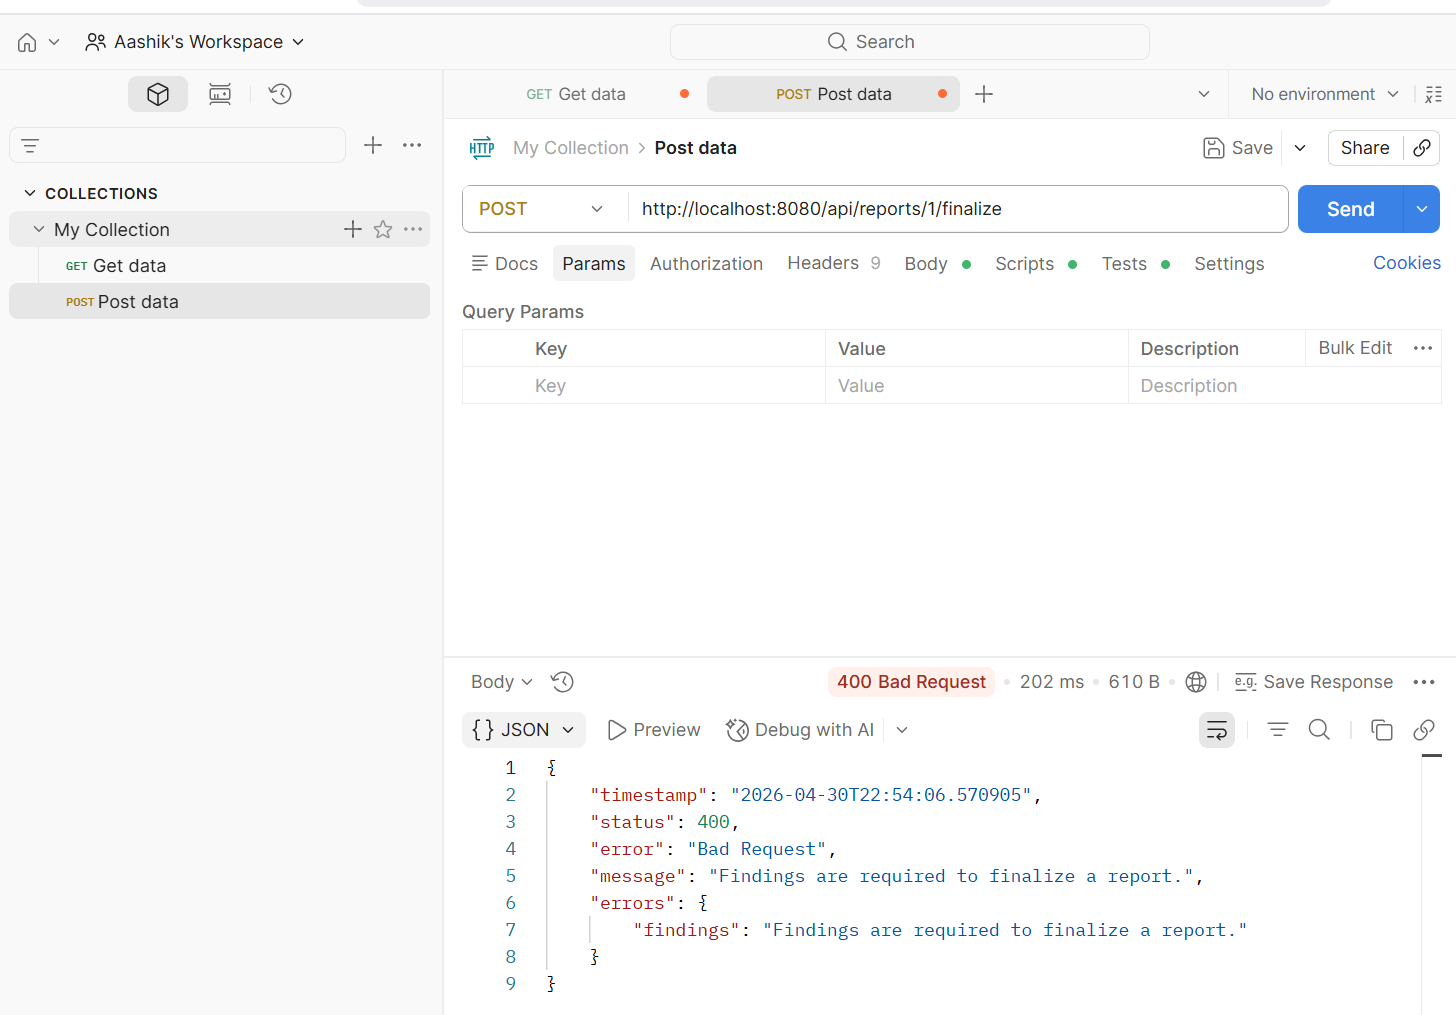 Aashik's Workspace
Search
GET Get data
POST Post data
No environment
HTTP My Collection > Post data
Save
Share
COLLECTIONS
My Collection
GET Get data
POST Post data
POST http://localhost:8080/api/reports/1/finalize
Send
Docs Params Authorization Headers 9 Body Scripts Tests Settings Cookies
Query Params
Key Value Description Bulk Edit
Key Value Description
Body 400 Bad Request 202 ms 610 B e.g. Save Response
{} JSON Preview Debug with AI
1 {
2 "timestamp": "2026-04-30T22:54:06.570905",
3 "status": 400,
4 "error": "Bad Request",
5 "message": "Findings are required to finalize a report.",
6 "errors": {
7 "findings": "Findings are required to finalize a report."
8 }
9 }